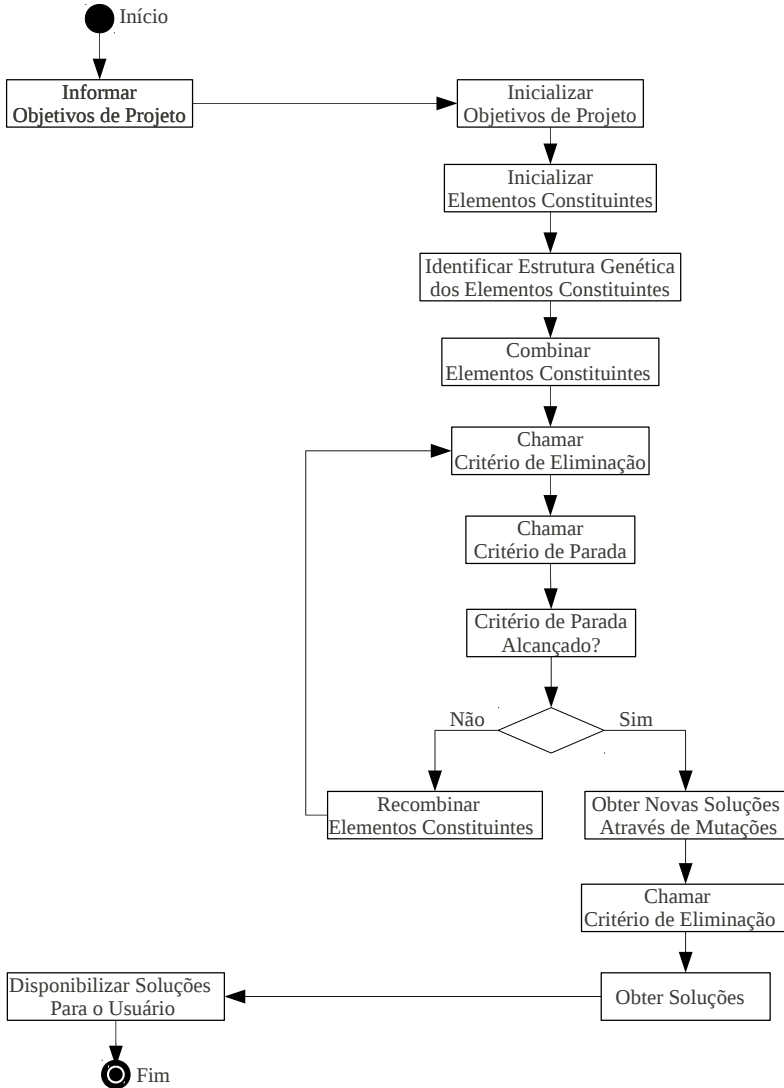 Início
Informar
Objetivos de Projeto
Inicializar
Objetivos de Projeto
Inicializar
Elementos Constituintes
Identificar Estrutura Genética
dos Elementos Constituintes
Combinar
Elementos Constituintes
Chamar
Critério de Eliminação
Chamar
Critério de Parada
Critério de Parada
Alcançado?
Não
Sim
Recombinar
Elementos Constituintes
Obter Novas Soluções
Através de Mutações
Chamar
Critério de Eliminação
Obter Soluções
Disponibilizar Soluções
Para o Usuário
Fim